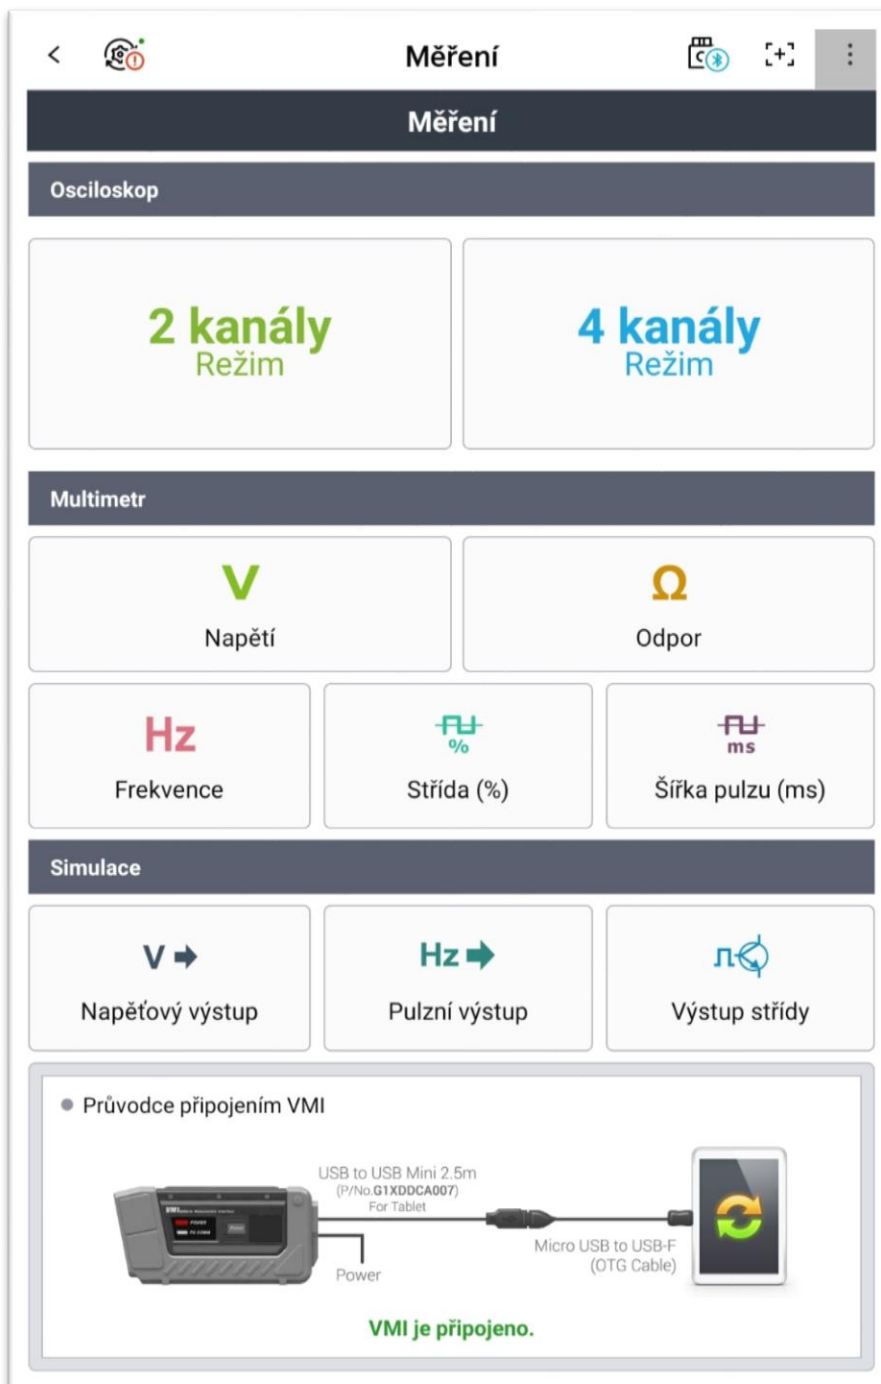 Měření
Měření
Osciloskop
2 kanály
Režim
4 kanály
Režim
Multimetr
V
Napětí
Ω
Odpor
Hz
Frekvence
%
Střída (%)
ms
Šířka pulzu (ms)
Simulace
V
Napěťový výstup
Hz
Pulzní výstup
Výstup střídy
Průvodce připojením VMI
USB to USB Mini 2.5m
(P/No.G1XDDCA007)
For Tablet
VMI
POWER
Power
Micro USB to USB-F
(OTG Cable)
VMI je připojeno.